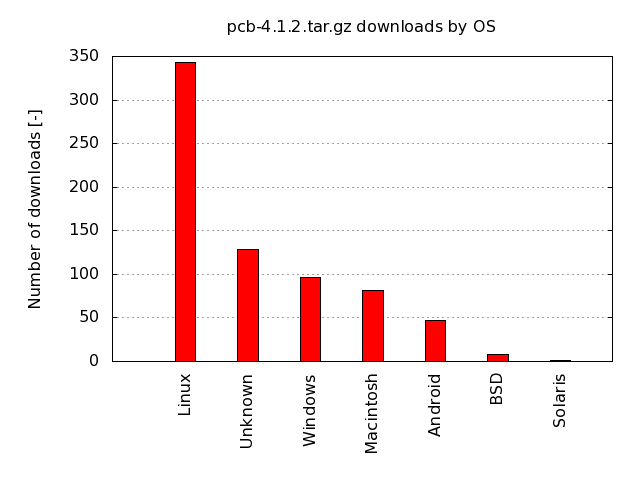 pcb-4.1.2.tar.gz downloads by OS
Number of downloads [-]
350
300
250
200
150
100
50
0
Linux
Unknown
Windows
Macintosh
Android
BSD
Solaris